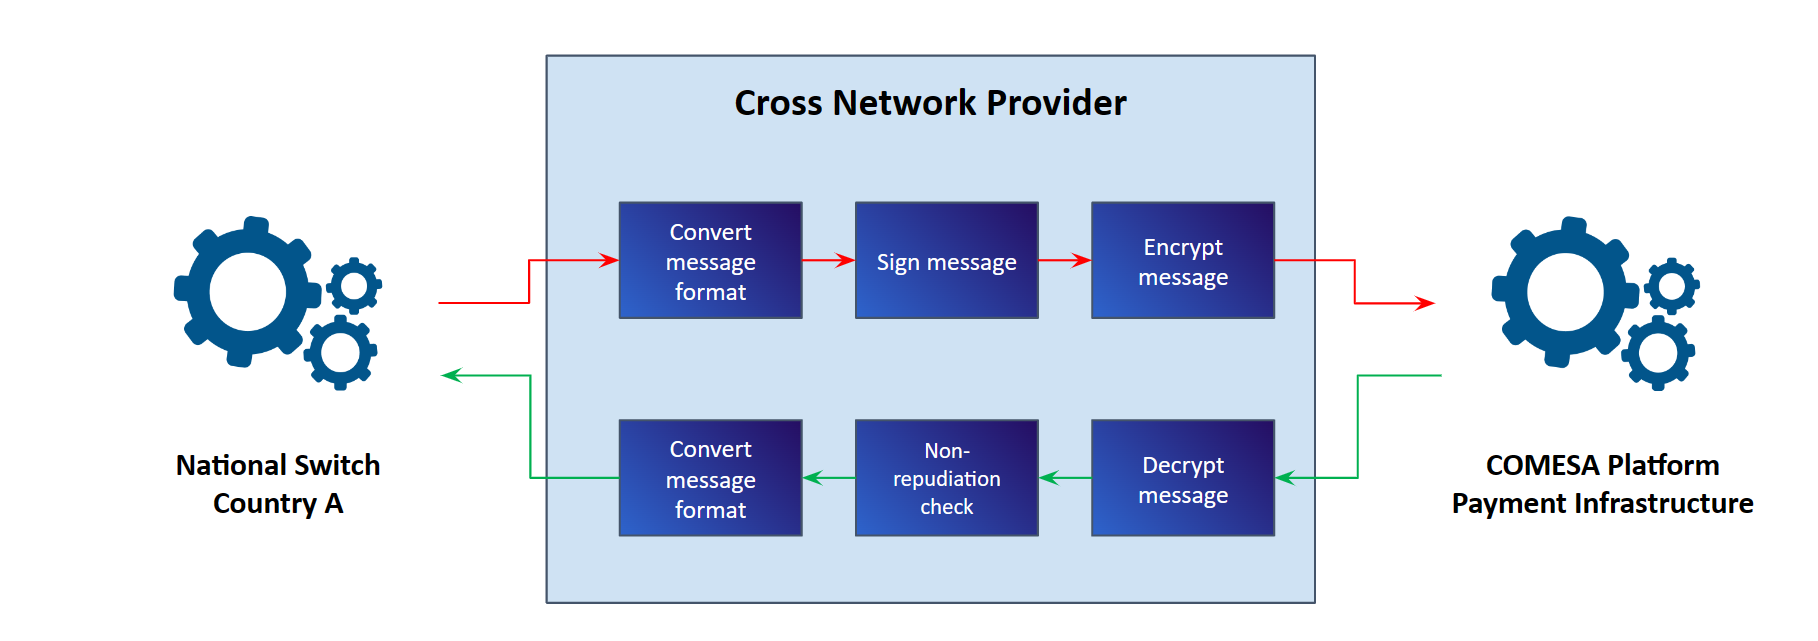 Cross Network Provider
Convert
message
format
Sign message
Encrypt
message
National Switch
Country A
Convert
message
format
Non-
repudiation
check
Decrypt
message
COMESA Platform
Payment Infrastructure